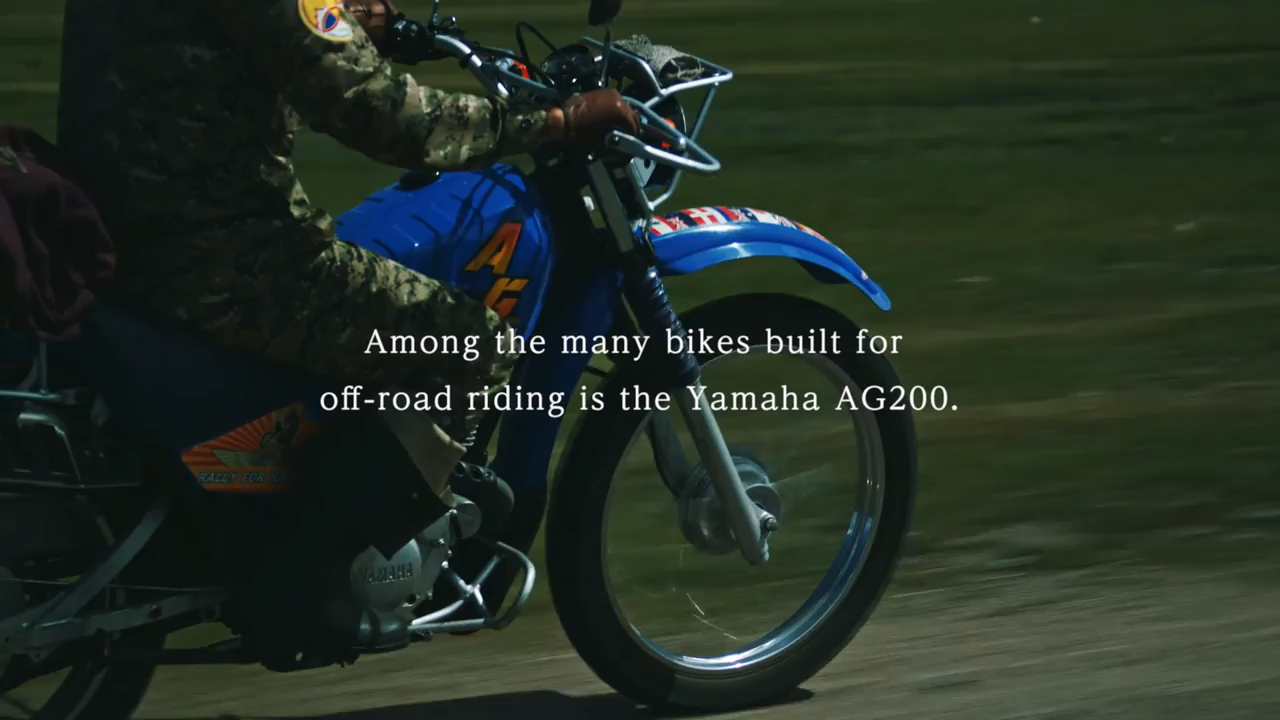 AG
Among the many bikes built for
off-road riding is the Yamaha AG200.
RALLY FOR
YAMAHA